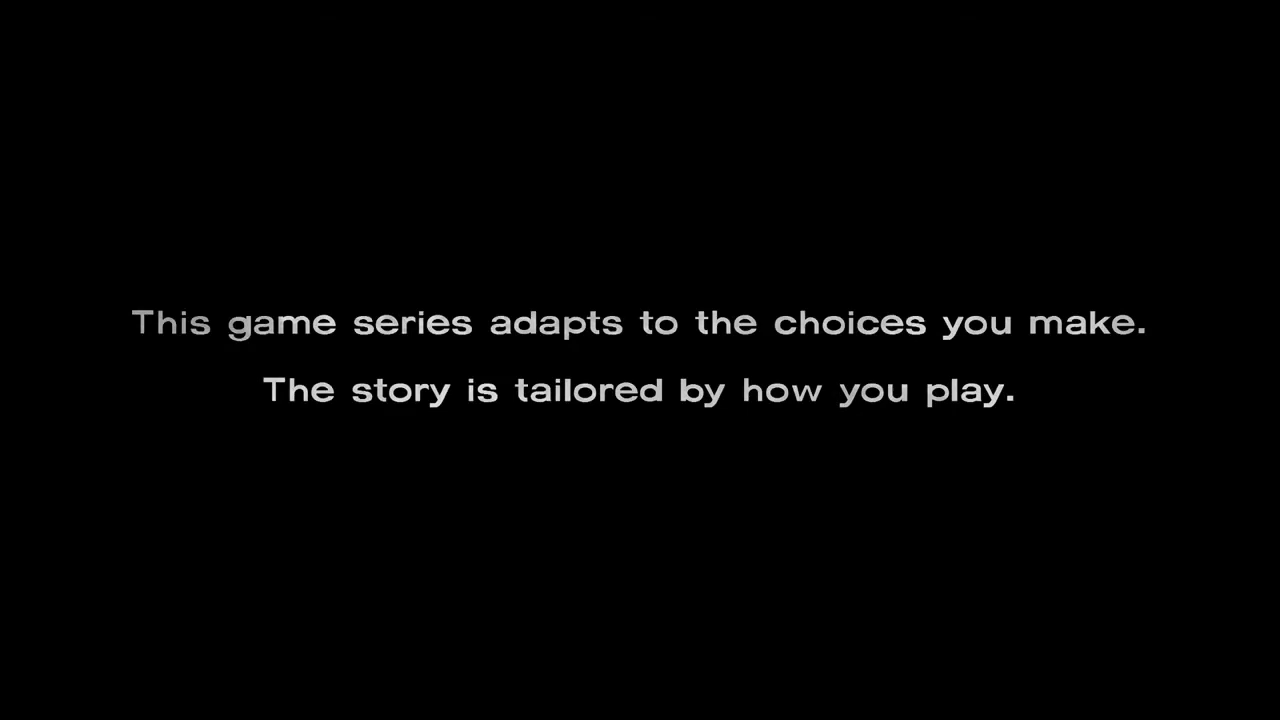 This game series adapts to the choices you make.
The story is tailored by how you play.